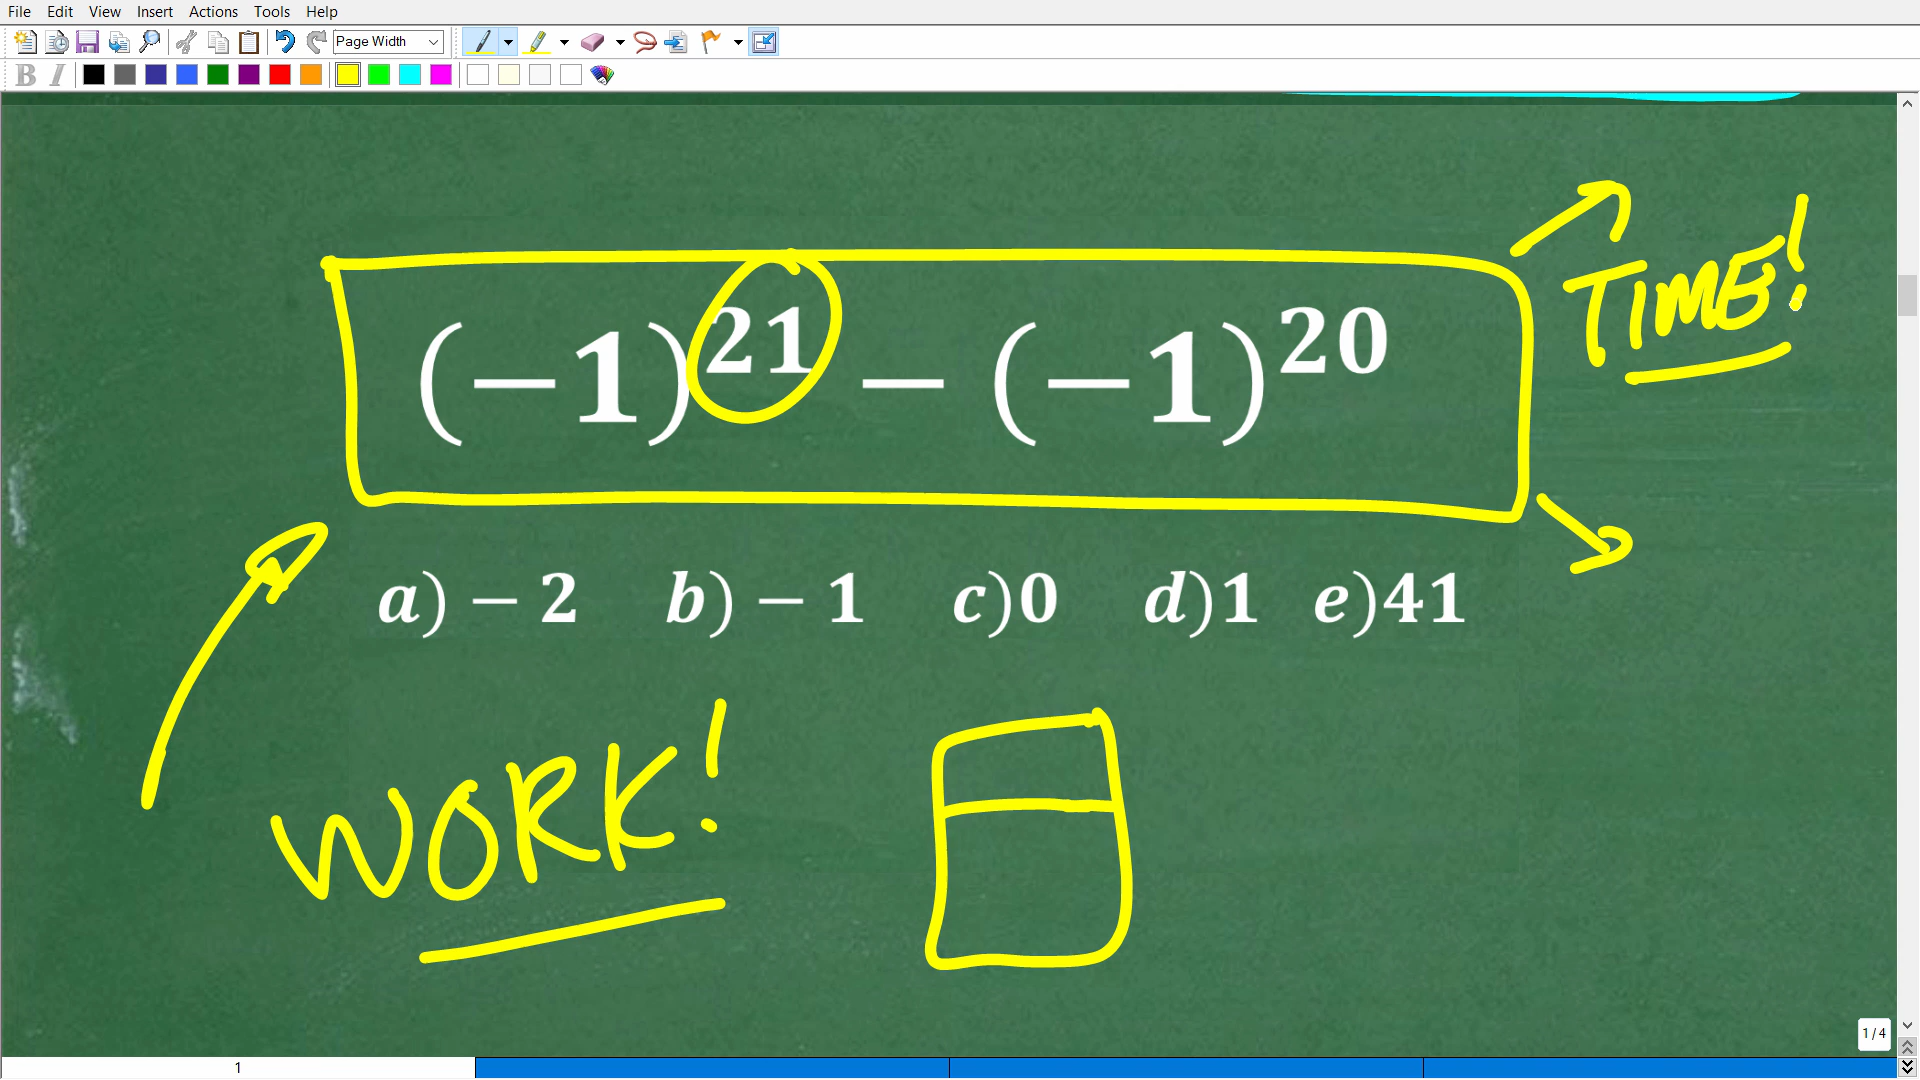 File Edit View Insert Actions Tools Help
Page Width
B I
TIME!
(−1)²¹ − (−1)²⁰
a) − 2 b) − 1 c)0 d)1 e)41
WORK!
1 / 4
1